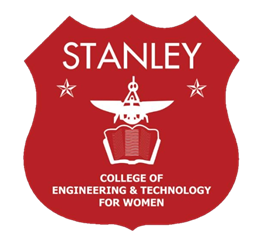 STANLEY
COLLEGE OF
ENGINEERING & TECHNOLOGY
FOR WOMEN